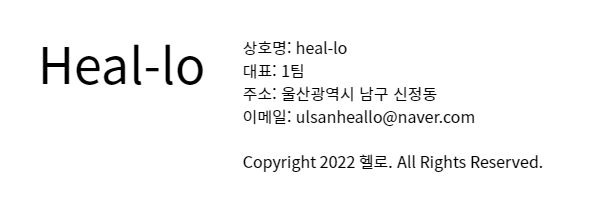 Heal-lo
상호명: heal-lo
대표: 1팀
주소: 울산광역시 남구 신정동
이메일: ulsanheallo@naver.com
Copyright 2022 헬로. All Rights Reserved.